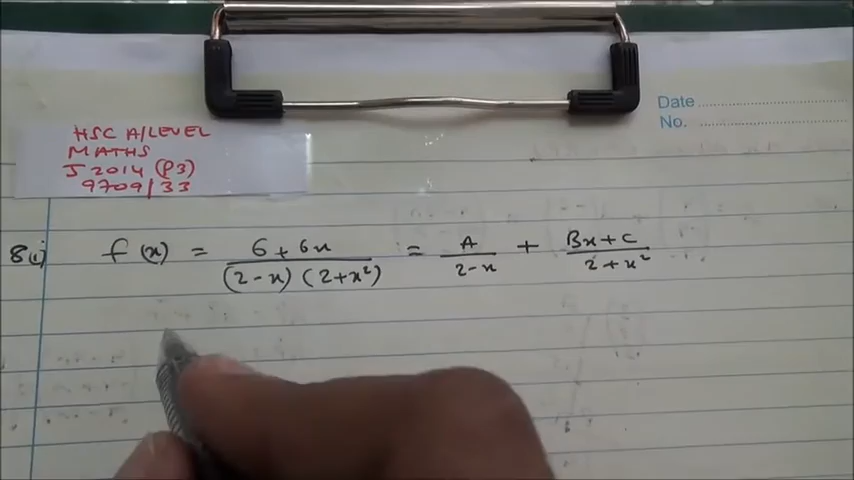 HSC A/LEVEL
MATHS
J 2014 (P3)
9709/33
Date
No.
8(i) f(x) = 6+6x / (2-x)(2+x²) = A / 2-x + Bx+C / 2+x²